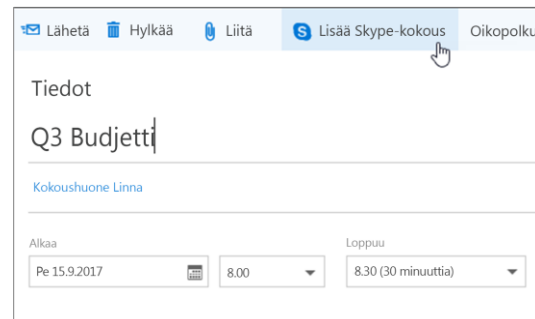 Lähetä Hylkää Liitä Lisää Skype-kokous Oikopolku
Tiedot
Q3 Budjetti
Kokoushuone Linna
Alkaa Loppuu
Pe 15.9.2017 8.00 8.30 (30 minuuttia)